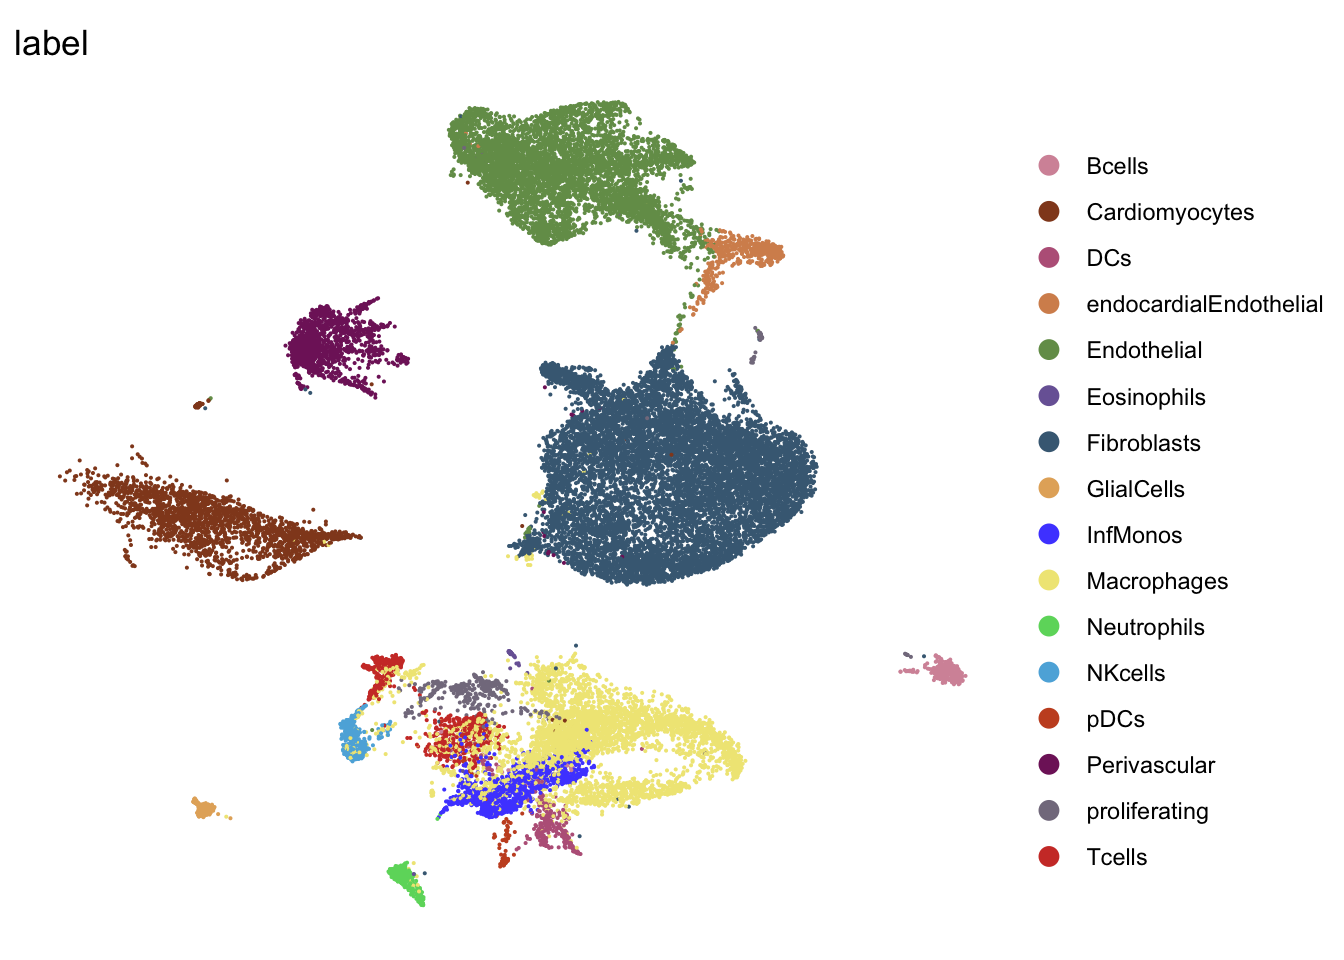 label
Bcells
Cardiomyocytes
DCs
endocardialEndothelial
Endothelial
Eosinophils
Fibroblasts
GlialCells
InfMonos
Macrophages
Neutrophils
NKcells
pDCs
Perivascular
proliferating
Tcells